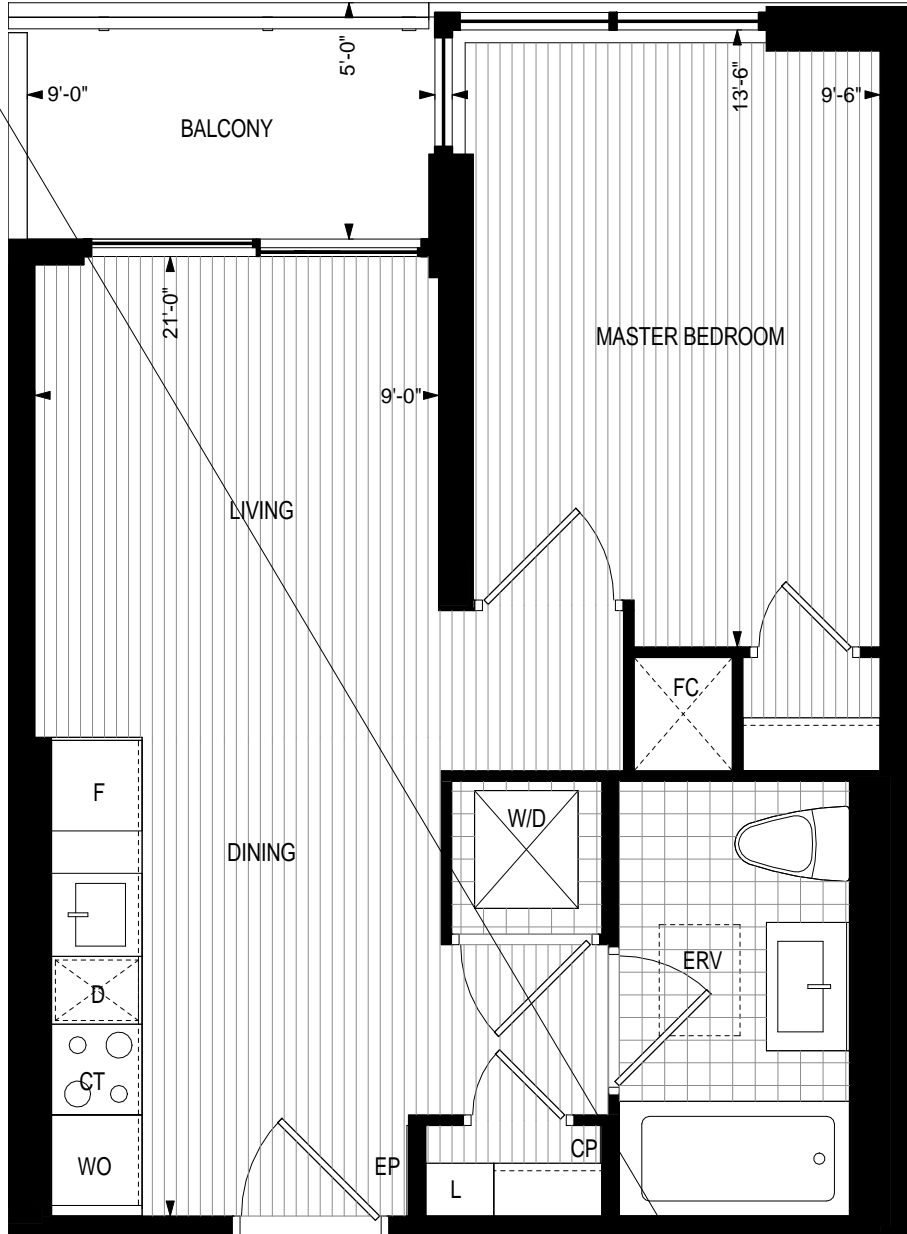 5'-0"
9'-0"
13'-6"
9'-6"
BALCONY
21'-0"
MASTER BEDROOM
9'-0"
LIVING
FC
F
W/D
DINING
ERV
D
CT
CP
EP
WO
L